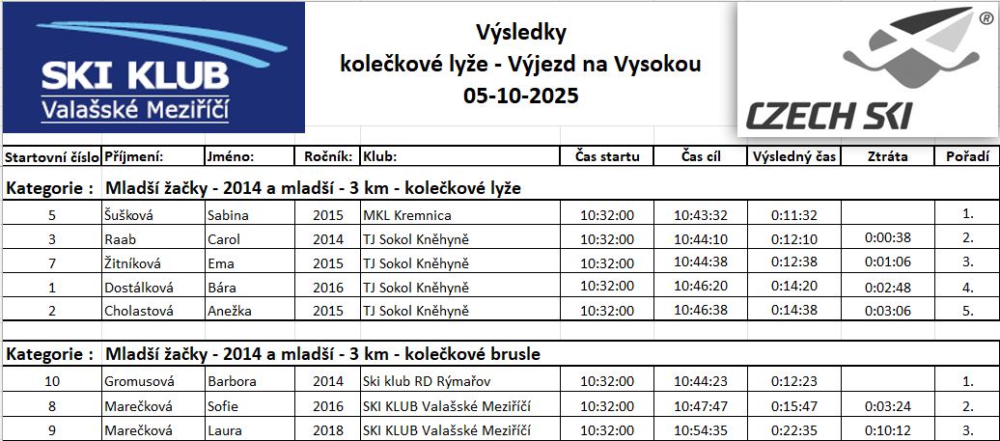 SKI KLUB
Valašské Meziříčí
Výsledky
kolečkové lyže - Výjezd na Vysokou
05-10-2025
®
CZECH SKI
Startovní číslo Příjmení: Jméno: Ročník: Klub: Čas startu Čas cíl Výsledný čas Ztráta Pořadí
Kategorie : Mladší žačky - 2014 a mladší - 3 km - kolečkové lyže
5 Šušková Sabina 2015 MKL Kremnica 10:32:00 10:43:32 0:11:32 1.
3 Raab Carol 2014 TJ Sokol Kněhyně 10:32:00 10:44:10 0:12:10 0:00:38 2.
7 Žitníková Ema 2015 TJ Sokol Kněhyně 10:32:00 10:44:38 0:12:38 0:01:06 3.
1 Dostálková Bára 2016 TJ Sokol Kněhyně 10:32:00 10:46:20 0:14:20 0:02:48 4.
2 Cholastová Anežka 2015 TJ Sokol Kněhyně 10:32:00 10:46:38 0:14:38 0:03:06 5.
Kategorie : Mladší žačky - 2014 a mladší - 3 km - kolečkové brusle
10 Gromusová Barbora 2014 Ski klub RD Rýmařov 10:32:00 10:44:23 0:12:23 1.
8 Marečková Sofie 2016 SKI KLUB Valašské Meziříčí 10:32:00 10:47:47 0:15:47 0:03:24 2.
9 Marečková Laura 2018 SKI KLUB Valašské Meziříčí 10:32:00 10:54:35 0:22:35 0:10:12 3.